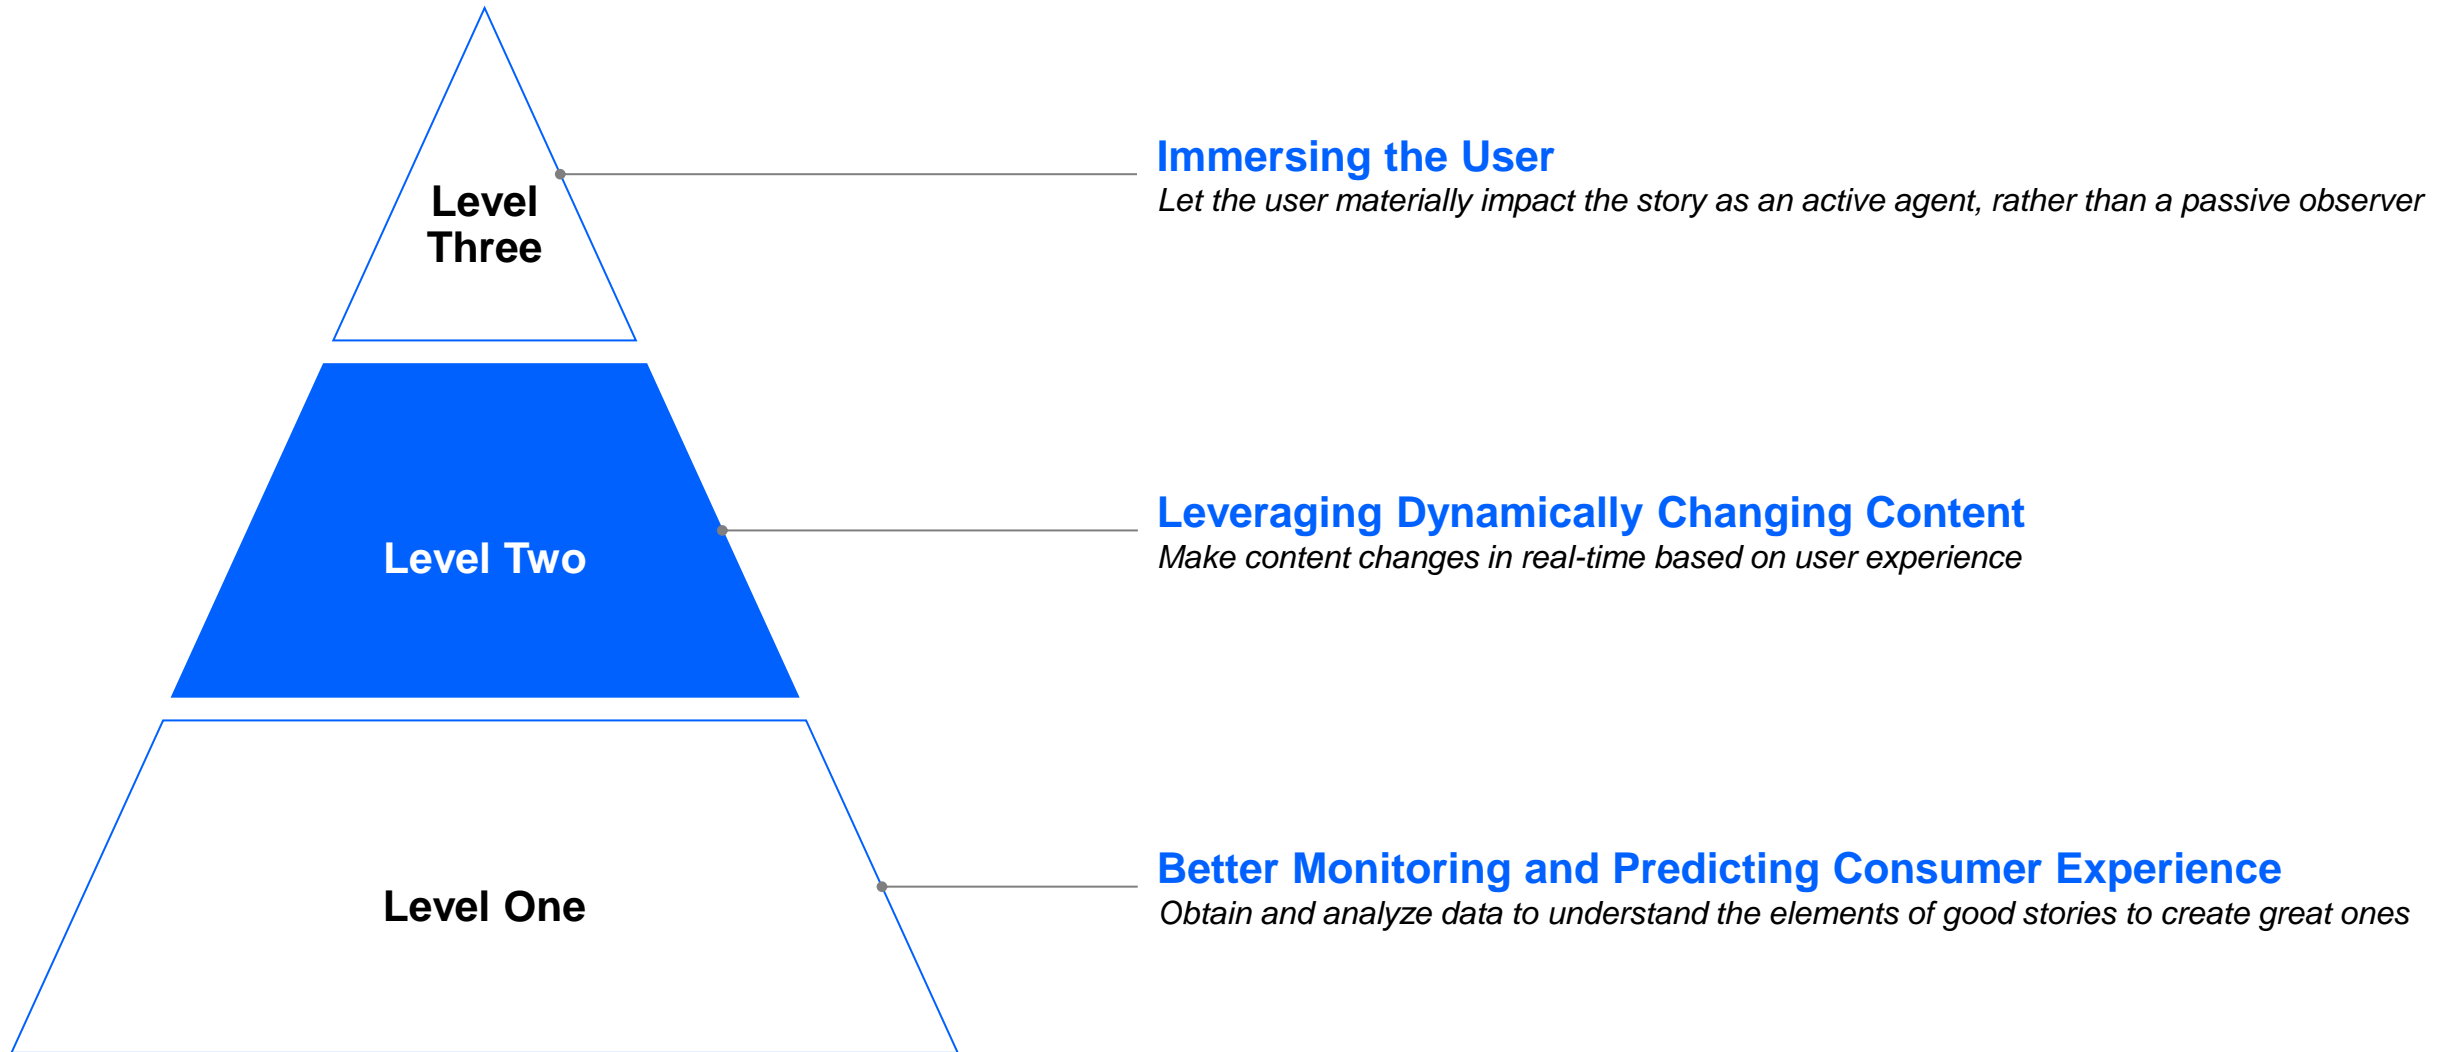 Level
Three
Immersing the User
Let the user materially impact the story as an active agent, rather than a passive observer
Level Two
Leveraging Dynamically Changing Content
Make content changes in real-time based on user experience
Level One
Better Monitoring and Predicting Consumer Experience
Obtain and analyze data to understand the elements of good stories to create great ones